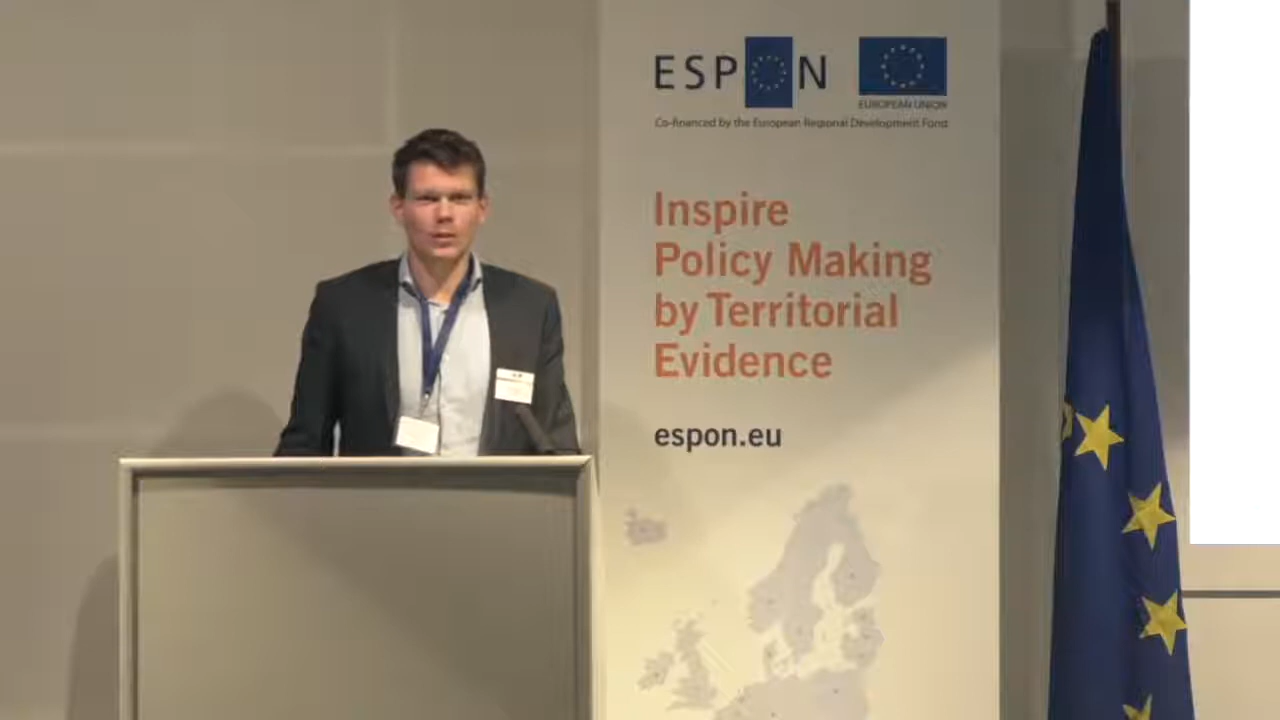 ESPON
EUROPEAN UNION
Co-financed by the European Regional Development Fund
Inspire
Policy Making
by Territorial
Evidence
espon.eu